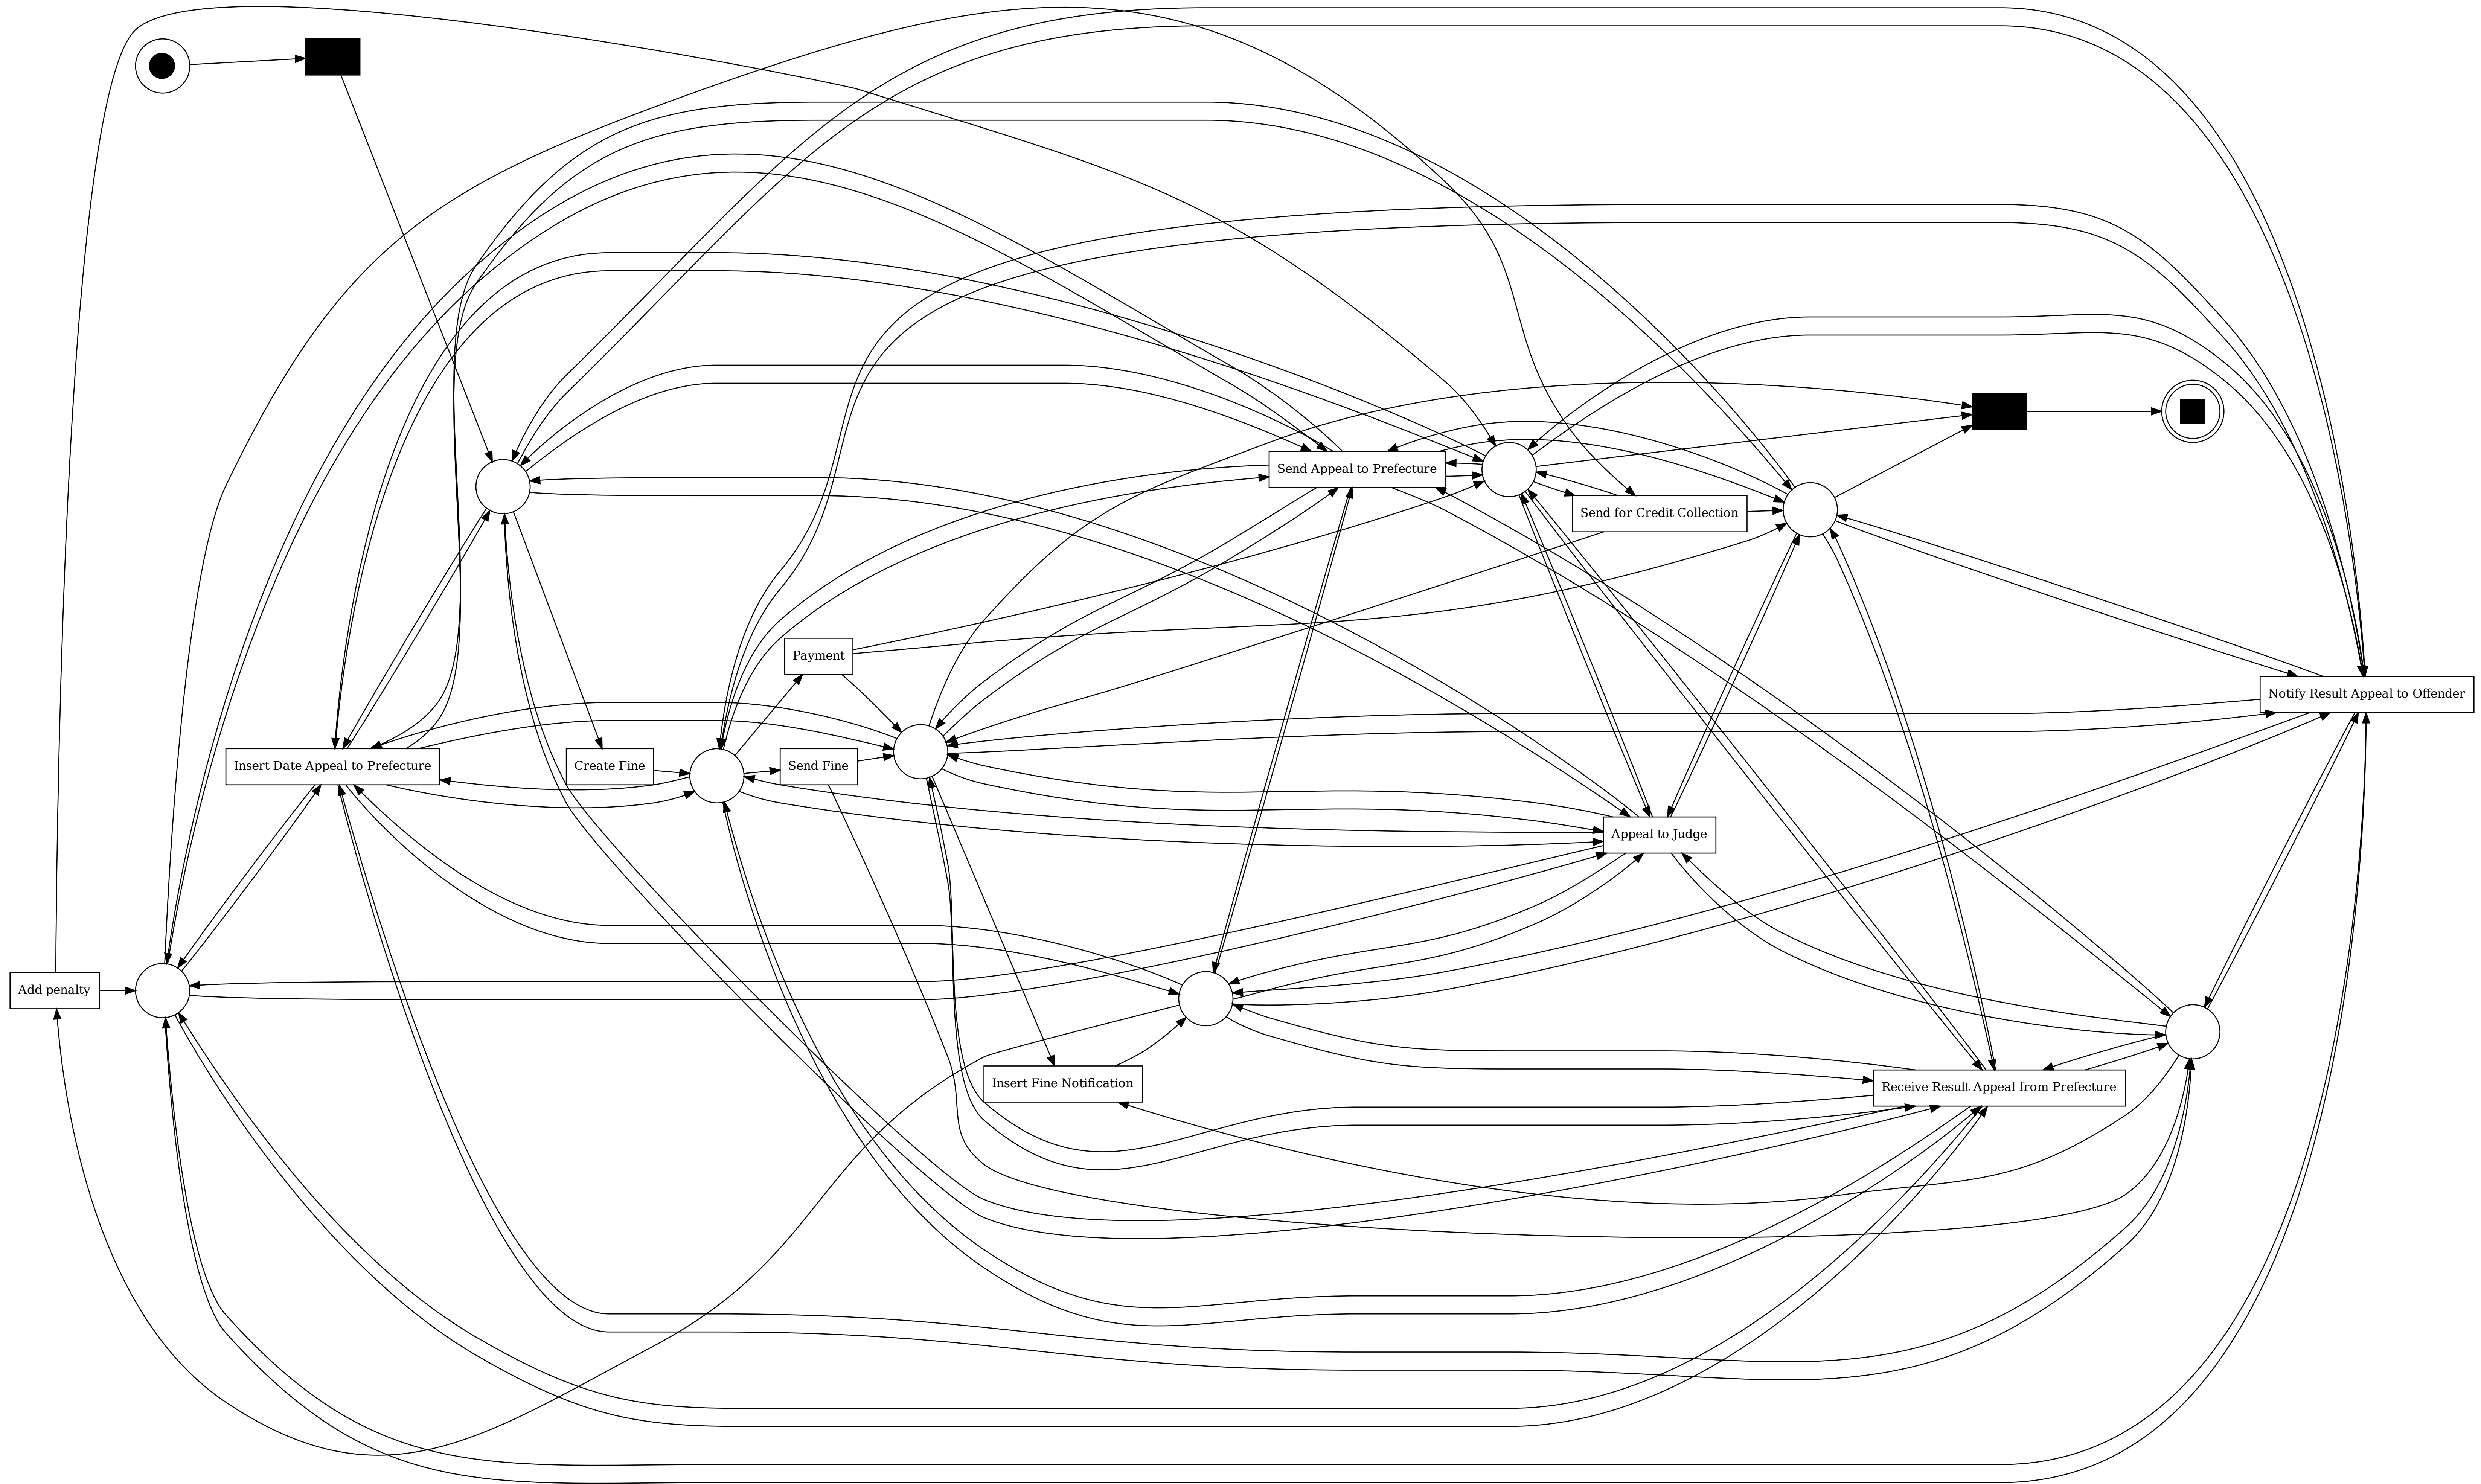 Send Appeal to Prefecture
Send for Credit Collection
Payment
Notify Result Appeal to Offender
Insert Date Appeal to Prefecture
Create Fine
Send Fine
Appeal to Judge
Add penalty
Insert Fine Notification
Receive Result Appeal from Prefecture